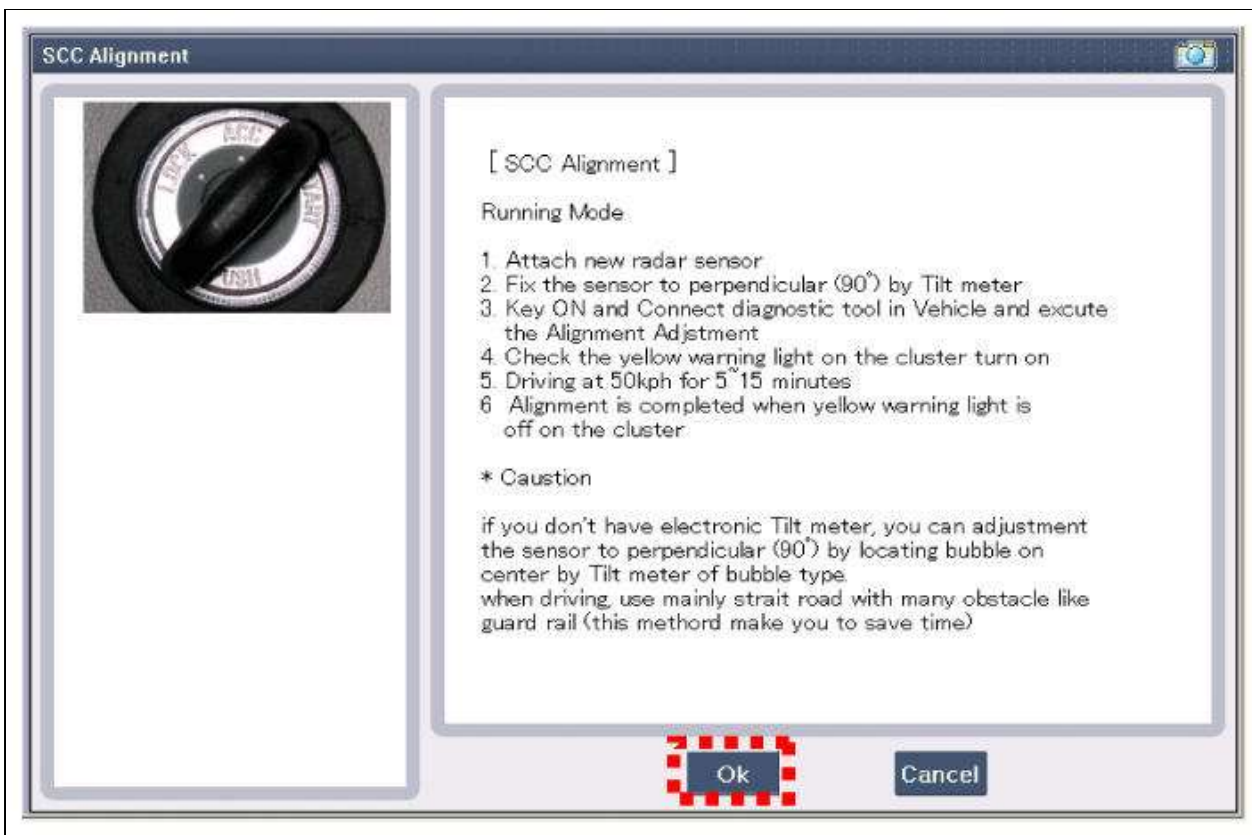 SCC Alignment
LOCK
ACC
START
PUSH
[ SCC Alignment ]
Running Mode
1. Attach new radar sensor
2. Fix the sensor to perpendicular (90°) by Tilt meter
3. Key ON and Connect diagnostic tool in Vehicle and excute
the Alignment Adjstment
4. Check the yellow warning light on the cluster turn on
5. Driving at 50kph for 5~15 minutes
6  Alignment is completed when yellow warning light is
off on the cluster
* Caustion
if you don't have electronic Tilt meter, you can adjustment
the sensor to perpendicular (90°) by locating bubble on
center by Tilt meter of bubble type.
when driving, use mainly strait road with many obstacle like
guard rail (this methord make you to save time)
Ok
Cancel